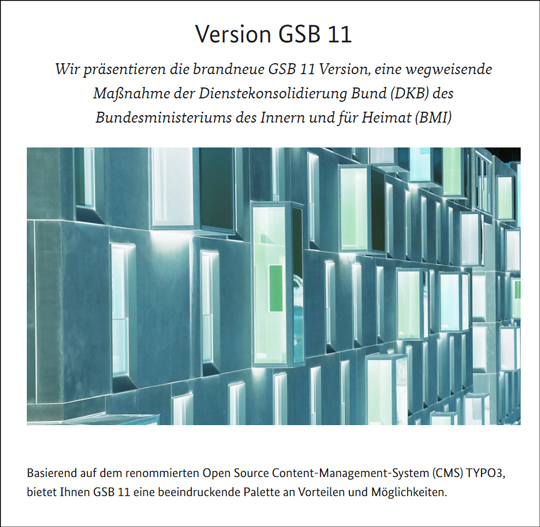 Version GSB 11
Wir präsentieren die brandneue GSB 11 Version, eine wegweisende
Maßnahme der Dienstekonsolidierung Bund (DKB) des
Bundesministeriums des Innern und für Heimat (BMI)
Basierend auf dem renommierten Open Source Content-Management-System (CMS) TYPO3,
bietet Ihnen GSB 11 eine beeindruckende Palette an Vorteilen und Möglichkeiten.